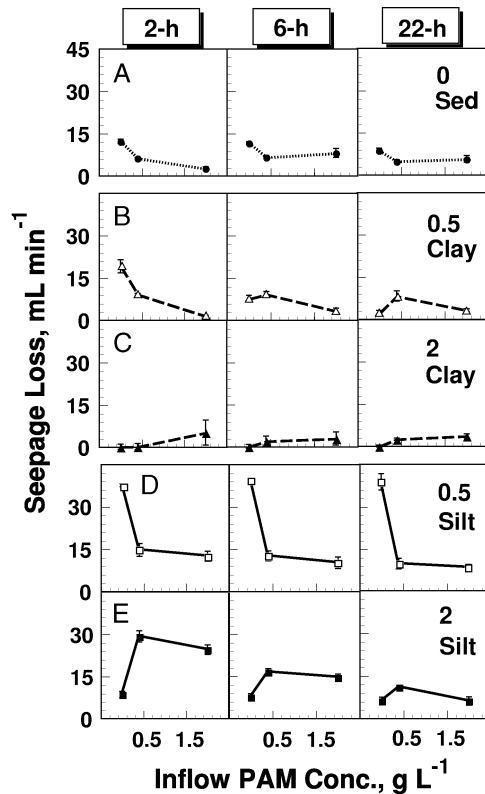 2-h 6-h 22-h
45
A 0
30 Sed
15
0
B 0.5
30 Clay
15
0
C 2
30 Clay
15
0
D 0.5
30 Silt
15
0
E 2
30 Silt
15
0
0.5 1.5 0.5 1.5 0.5 1.5
Seepage Loss, mL min⁻¹
Inflow PAM Conc., g L⁻¹